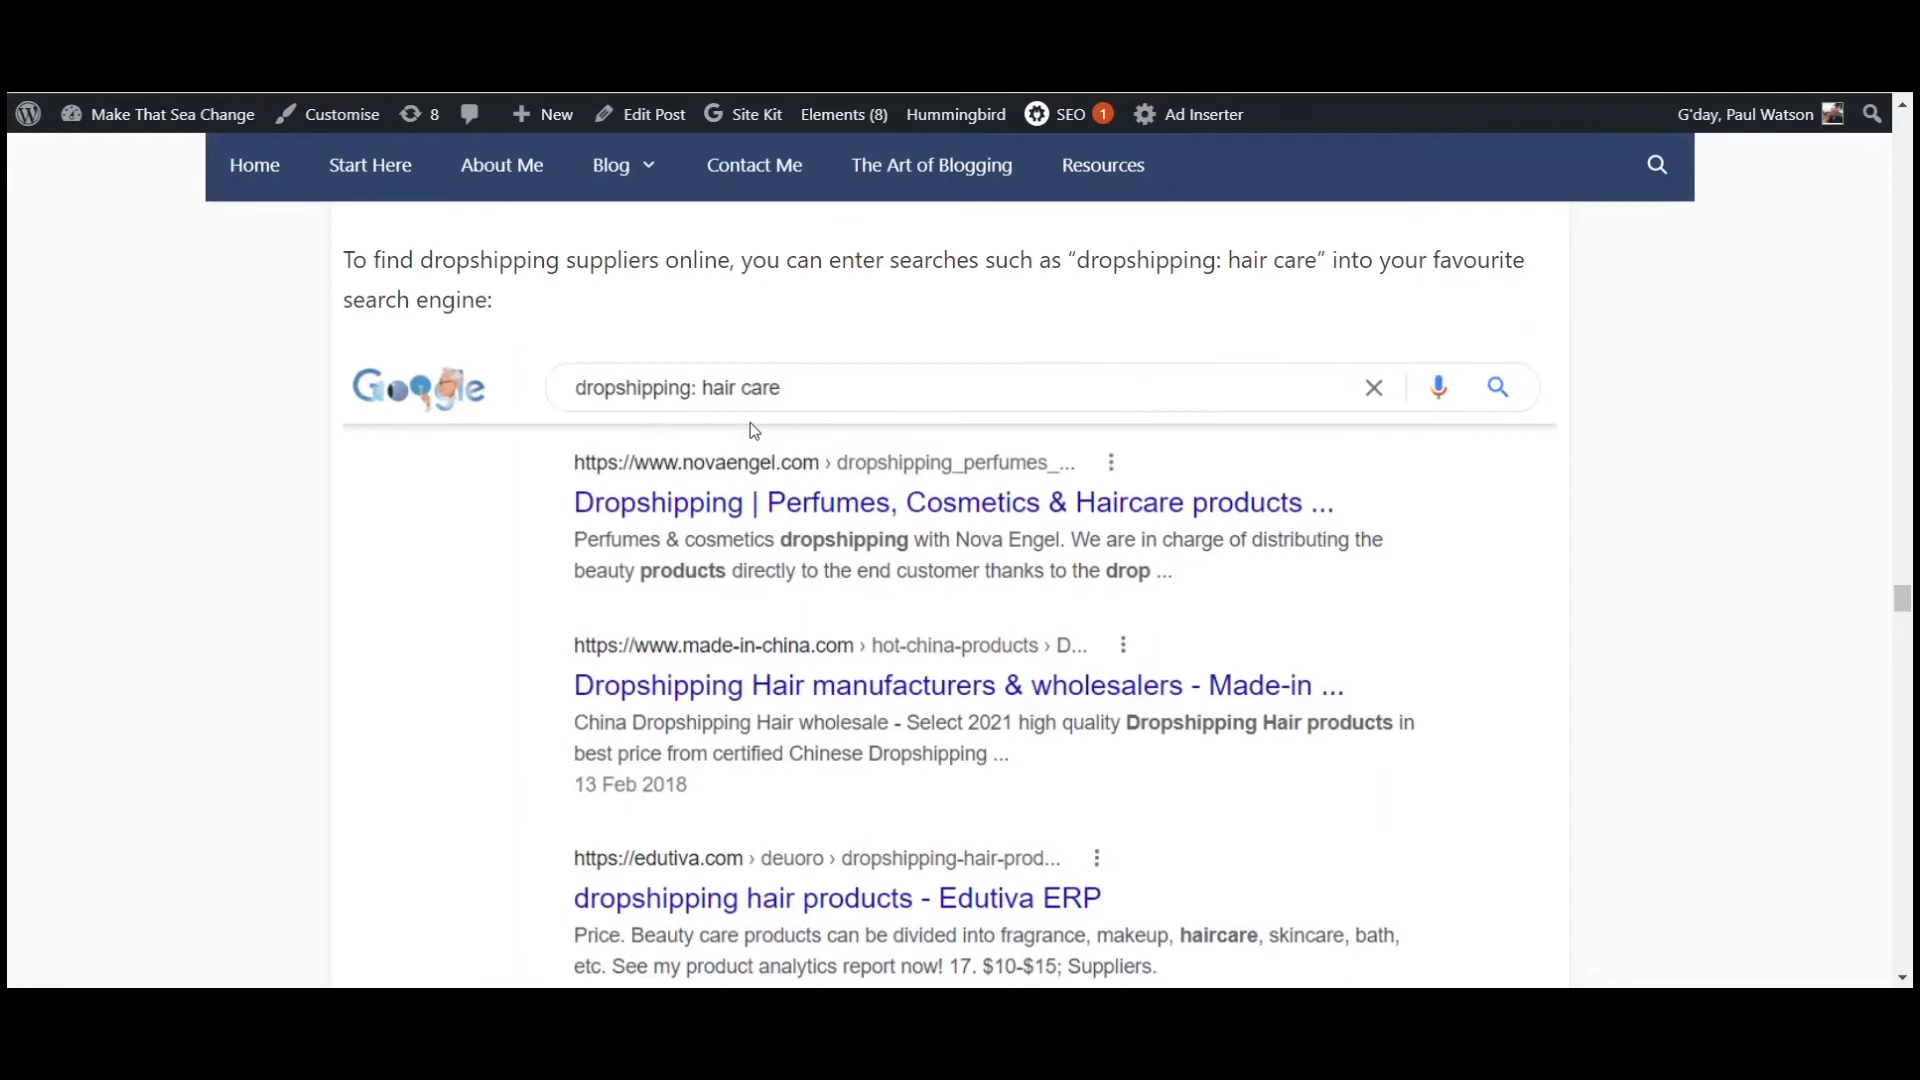 Make That Sea Change Customise 8 New Edit Post Site Kit Elements (8) Hummingbird SEO 1 Ad Inserter G'day, Paul Watson
Home Start Here About Me Blog Contact Me The Art of Blogging Resources
To find dropshipping suppliers online, you can enter searches such as “dropshipping: hair care” into your favourite
search engine:
Google dropshipping: hair care
https://www.novaengel.com › dropshipping_perfumes_...
Dropshipping | Perfumes, Cosmetics & Haircare products ...
Perfumes & cosmetics dropshipping with Nova Engel. We are in charge of distributing the
beauty products directly to the end customer thanks to the drop ...
https://www.made-in-china.com › hot-china-products › D...
Dropshipping Hair manufacturers & wholesalers - Made-in ...
China Dropshipping Hair wholesale - Select 2021 high quality Dropshipping Hair products in
best price from certified Chinese Dropshipping ...
13 Feb 2018
https://edutiva.com › deuoro › dropshipping-hair-prod...
dropshipping hair products - Edutiva ERP
Price. Beauty care products can be divided into fragrance, makeup, haircare, skincare, bath,
etc. See my product analytics report now! 17. $10-$15; Suppliers.